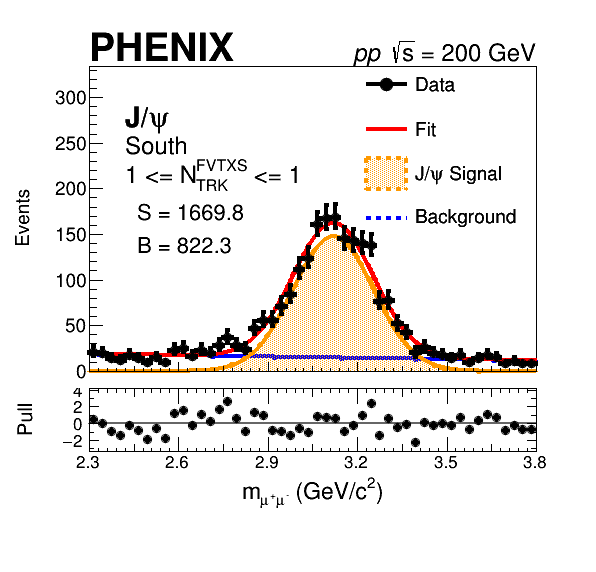 PHENIX
pp √s = 200 GeV
Data
Fit
J/ψ Signal
Background
J/ψ
South
1 <= N^FVTXS_TRK <= 1
S = 1669.8
B = 822.3
Events
300
250
200
150
100
50
0
Pull
4
2
0
−2
2.3 2.6 2.9 3.2 3.5 3.8
m_μ⁺μ⁻ (GeV/c²)